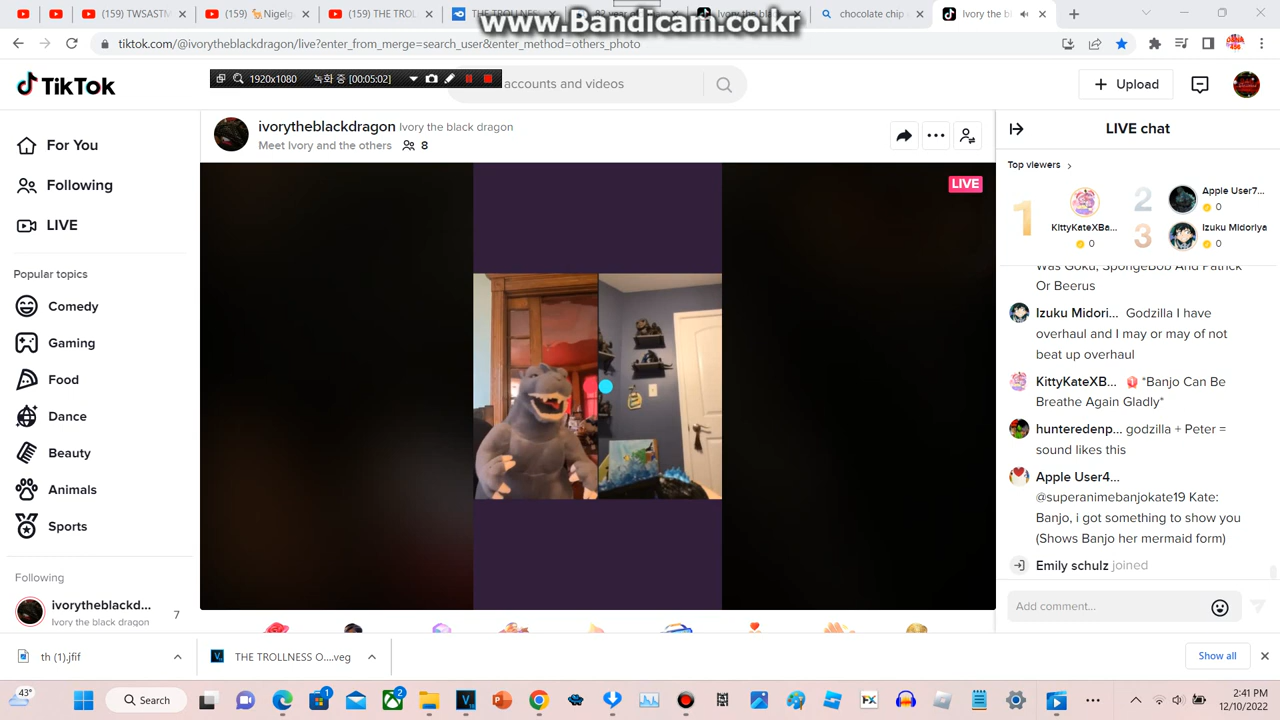 www.Bandicam.co.kr
(159) TWSASTM
(159) 🦒Nigelg
(159) THE TROL
THE TROLLNES
82 year
Ivory the bl
chocolate chip
Ivory the b
tiktok.com/@ivorytheblackdragon/live?enter_from_merge=search_user&enter_method=others_photo
TikTok
1920x1080 녹화 중 [00:05:02]
accounts and videos
Upload
For You
Following
LIVE
Popular topics
Comedy
Gaming
Food
Dance
Beauty
Animals
Sports
Following
ivorytheblackd...
Ivory the black dragon
7
ivorytheblackdragon Ivory the black dragon
Meet Ivory and the others 8
LIVE
LIVE chat
Top viewers
1
KIttyKateXBa...
0
2
Apple User7...
0
3
Izuku Midoriya
0
Was Goku, SpongeBob And Patrick
Or Beerus
Izuku Midori... Godzilla I have
overhaul and I may or may of not
beat up overhaul
KittyKateXB... *Banjo Can Be
Breathe Again Gladly*
hunteredenp... godzilla + Peter =
sound likes this
Apple User4...
@superanimebanjokate19 Kate:
Banjo, i got something to show you
(Shows Banjo her mermaid form)
Emily schulz joined
Add comment...
th (1).jfif
THE TROLLNESS O....veg
Show all
43°
Search
1
2
2:41 PM
12/10/2022